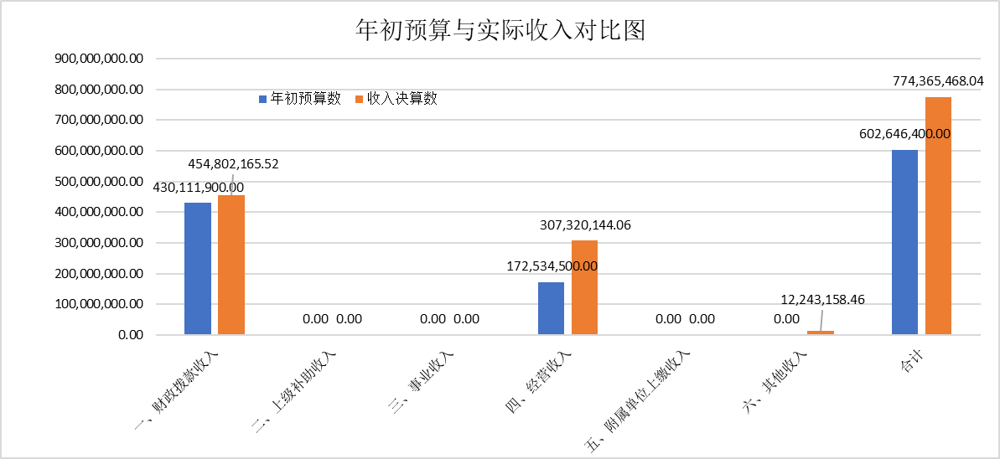 年初预算与实际收入对比图
900,000,000.00
800,000,000.00
700,000,000.00
600,000,000.00
500,000,000.00
400,000,000.00
300,000,000.00
200,000,000.00
100,000,000.00
0.00
年初预算数 收入决算数
430,111,900.00
454,802,165.52
0.00 0.00
0.00 0.00
172,534,500.00
307,320,144.06
0.00 0.00
0.00
12,243,158.46
602,646,400.00
774,365,468.04
一、财政拨款收入
二、上级补助收入
三、事业收入
四、经营收入
五、附属单位上缴收入
六、其他收入
合计